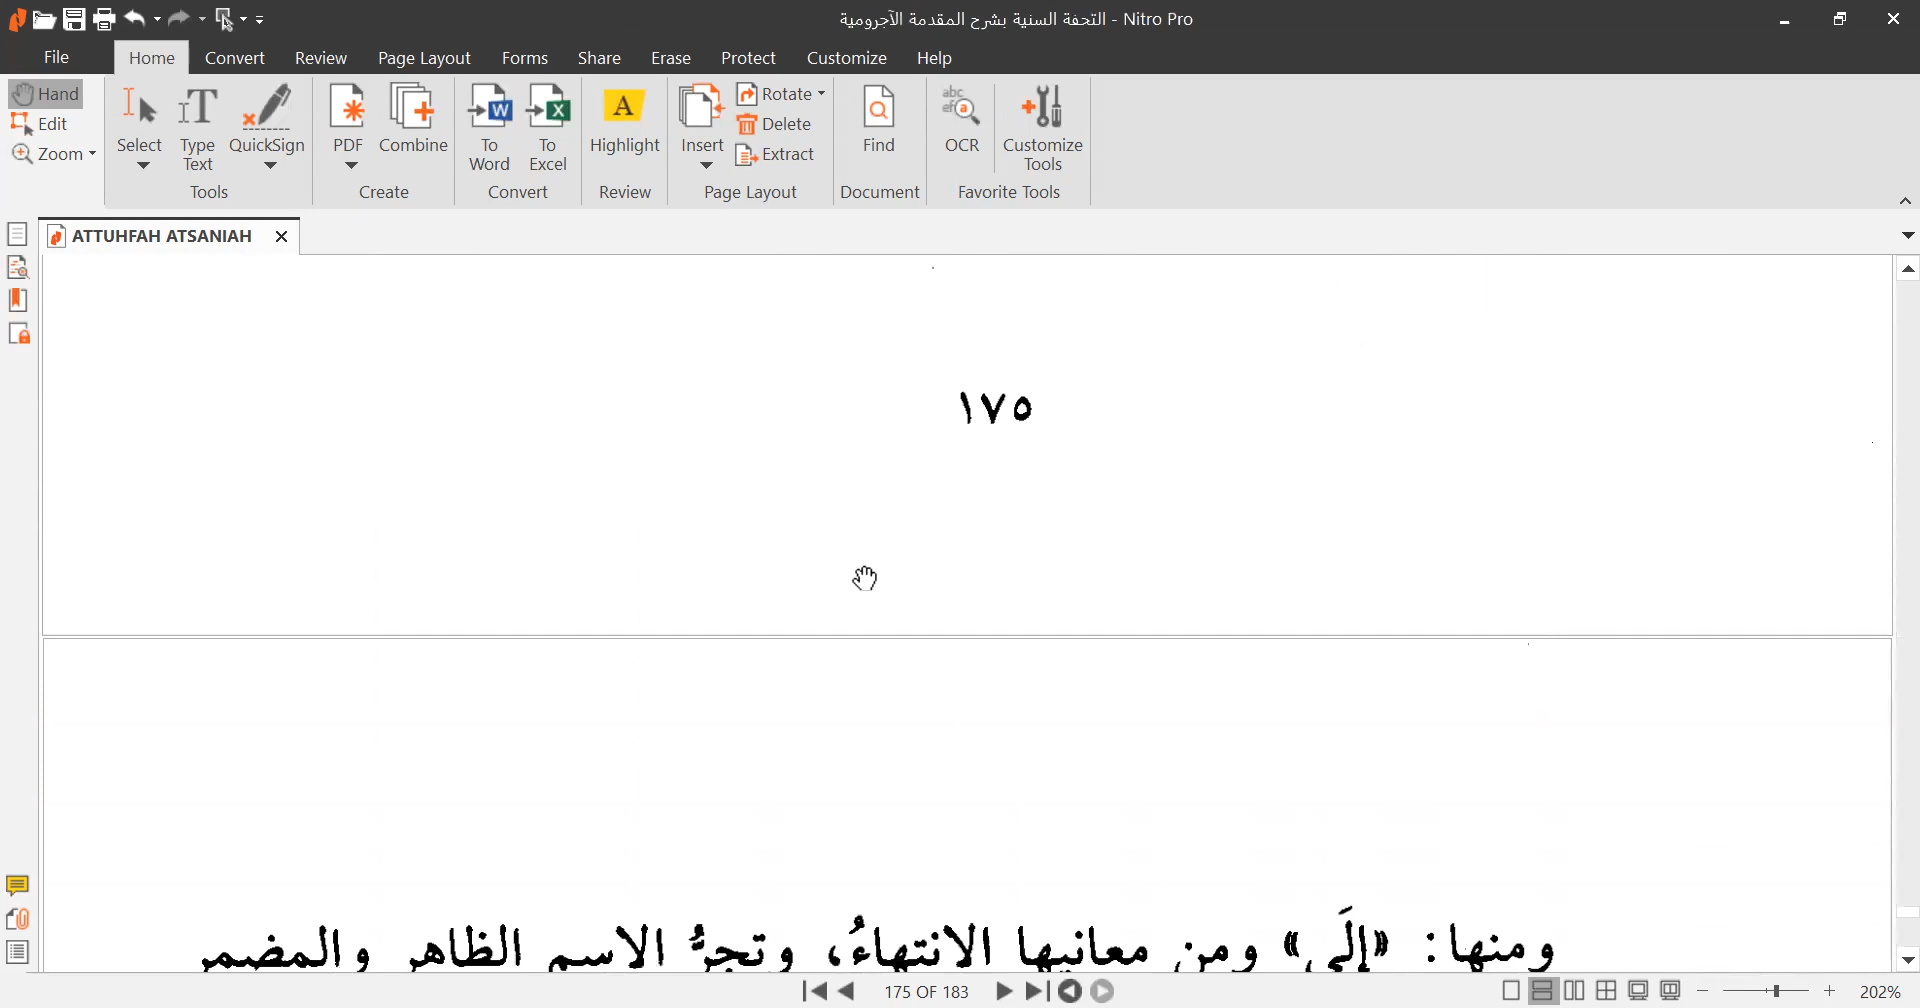 التحفة السنية بشرح المقدمة الآجرومية - Nitro Pro
File
Home
Convert
Review
Page Layout
Forms
Share
Erase
Protect
Customize
Help
Hand
Edit
Zoom
Select
Type Text
QuickSign
Tools
PDF
Combine
Create
To Word
To Excel
Convert
Highlight
Review
Insert
Rotate
Delete
Extract
Page Layout
Find
Document
OCR
Customize Tools
Favorite Tools
ATTUHFAH ATSANIAH
١٧٥
ومنها: «إِلَى» ومن معانيها الانتهاءُ، وتجرُّ الاسم الظاهر والمضمر
175 OF 183
202%